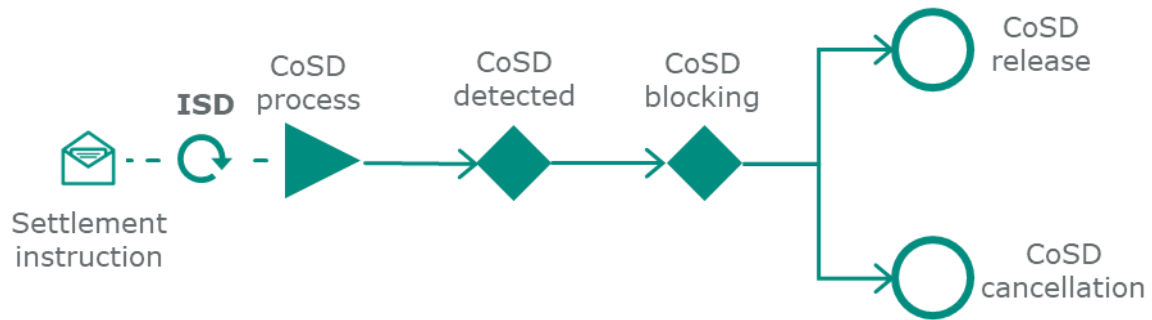 Settlement
instruction
ISD
CoSD
process
CoSD
detected
CoSD
blocking
CoSD
release
CoSD
cancellation